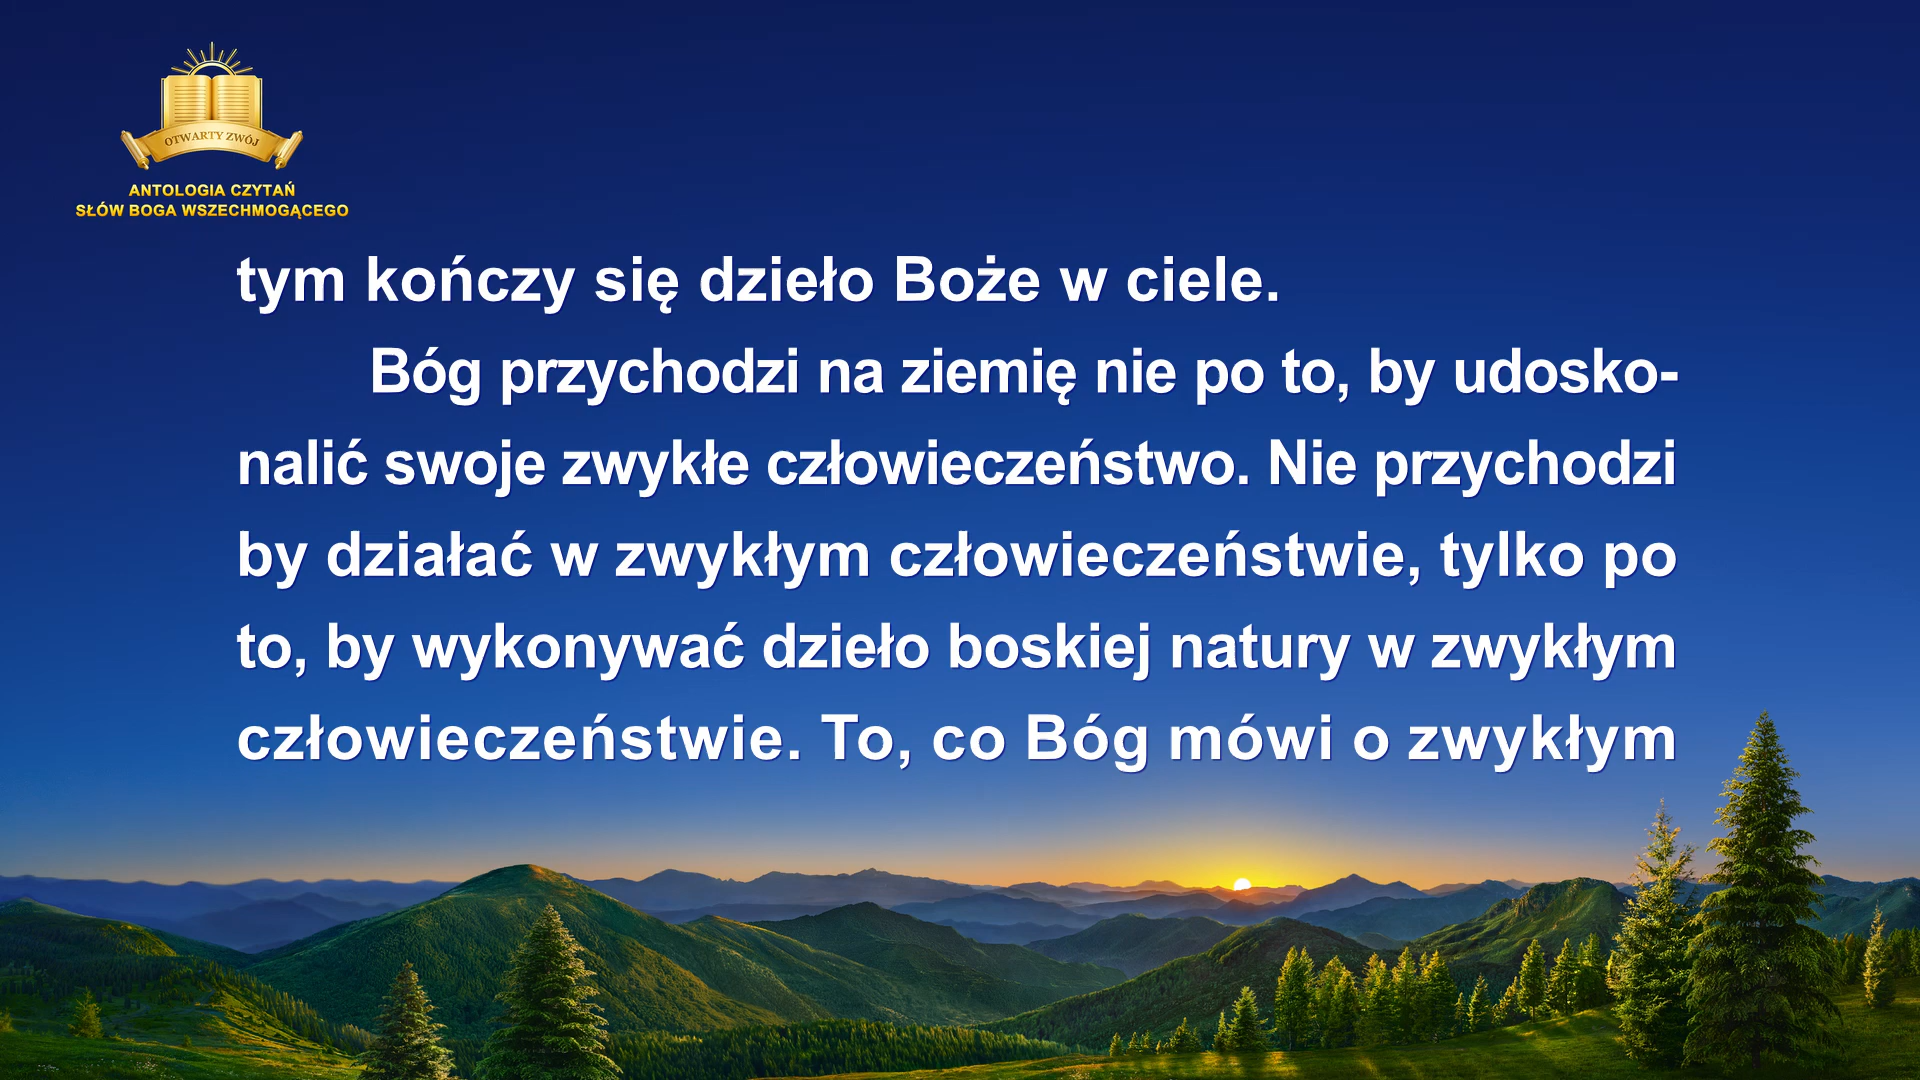 OTWARTY ZWÓJ
ANTOLOGIA CZYTAŃ
SŁÓW BOGA WSZECHMOGĄCEGO
tym kończy się dzieło Boże w ciele.
Bóg przychodzi na ziemię nie po to, by udosko-
nalić swoje zwykłe człowieczeństwo. Nie przychodzi
by działać w zwykłym człowieczeństwie, tylko po
to, by wykonywać dzieło boskiej natury w zwykłym
człowieczeństwie. To, co Bóg mówi o zwykłym